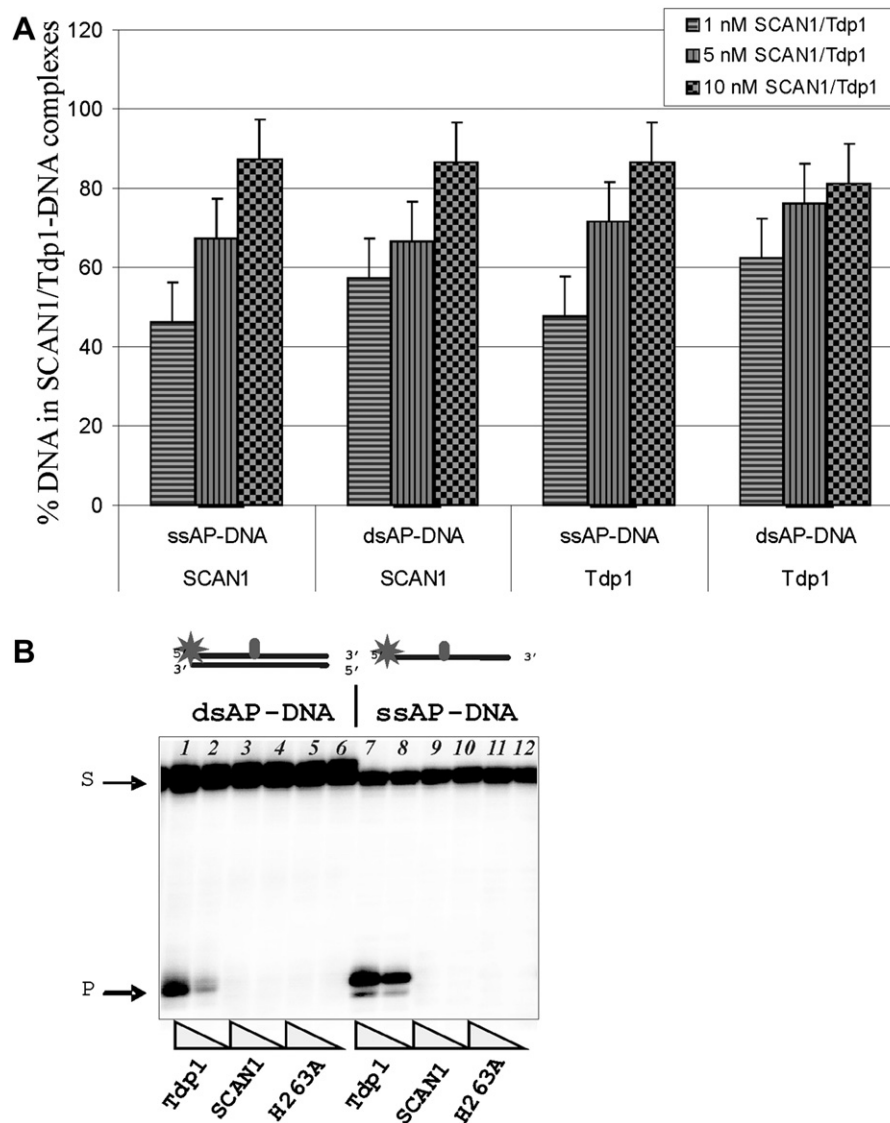 A
% DNA in SCAN1/Tdp1-DNA complexes
120
100
80
60
40
20
0
1 nM SCAN1/Tdp1
5 nM SCAN1/Tdp1
10 nM SCAN1/Tdp1
ssAP-DNA
dsAP-DNA
ssAP-DNA
dsAP-DNA
SCAN1
SCAN1
Tdp1
Tdp1
B
5′ 3′ 5′ 3′
3′ 5′
dsAP-DNA ssAP-DNA
1 2 3 4 5 6 7 8 9 10 11 12
S
P
Tdp1 SCAN1 H263A Tdp1 SCAN1 H263A